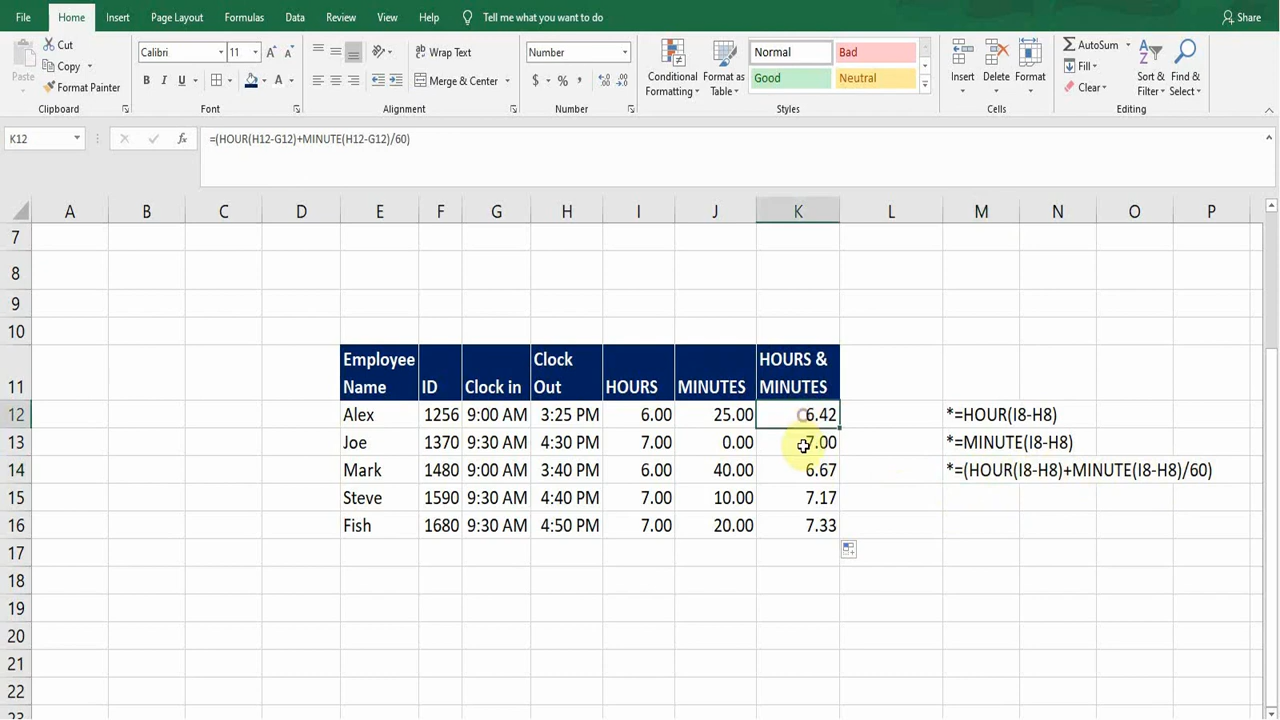 File Home Insert Page Layout Formulas Data Review View Help Tell me what you want to do Share
Paste Cut Calibri 11 Wrap Text Number Conditional Formatting Format as Table Normal Bad Insert Delete Format AutoSum Sort & Filter Find & Select
Copy Fill
Format Painter B I U A Merge & Center $ % , Good Neutral Clear
Clipboard Font Alignment Number Styles Cells Editing
K12 fx =(HOUR(H12-G12)+MINUTE(H12-G12)/60)
A B C D E F G H I J K L M N O P
7
8
9
10
11 Employee Name ID Clock in Clock Out HOURS MINUTES HOURS & MINUTES
12 Alex 1256 9:00 AM 3:25 PM 6.00 25.00 6.42 *=HOUR(I8-H8)
13 Joe 1370 9:30 AM 4:30 PM 7.00 0.00 7.00 *=MINUTE(I8-H8)
14 Mark 1480 9:00 AM 3:40 PM 6.00 40.00 6.67 *=(HOUR(I8-H8)+MINUTE(I8-H8)/60)
15 Steve 1590 9:30 AM 4:40 PM 7.00 10.00 7.17
16 Fish 1680 9:30 AM 4:50 PM 7.00 20.00 7.33
17
18
19
20
21
22
23